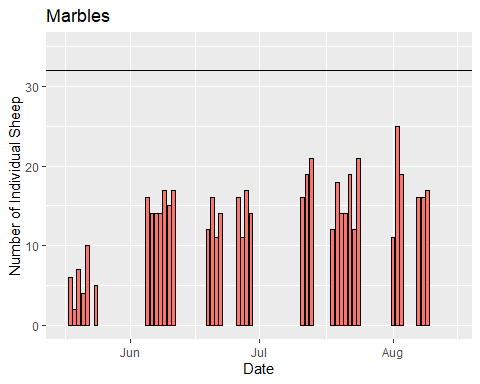 Marbles
Number of Individual Sheep
30
20
10
0
Jun Jul Aug
Date